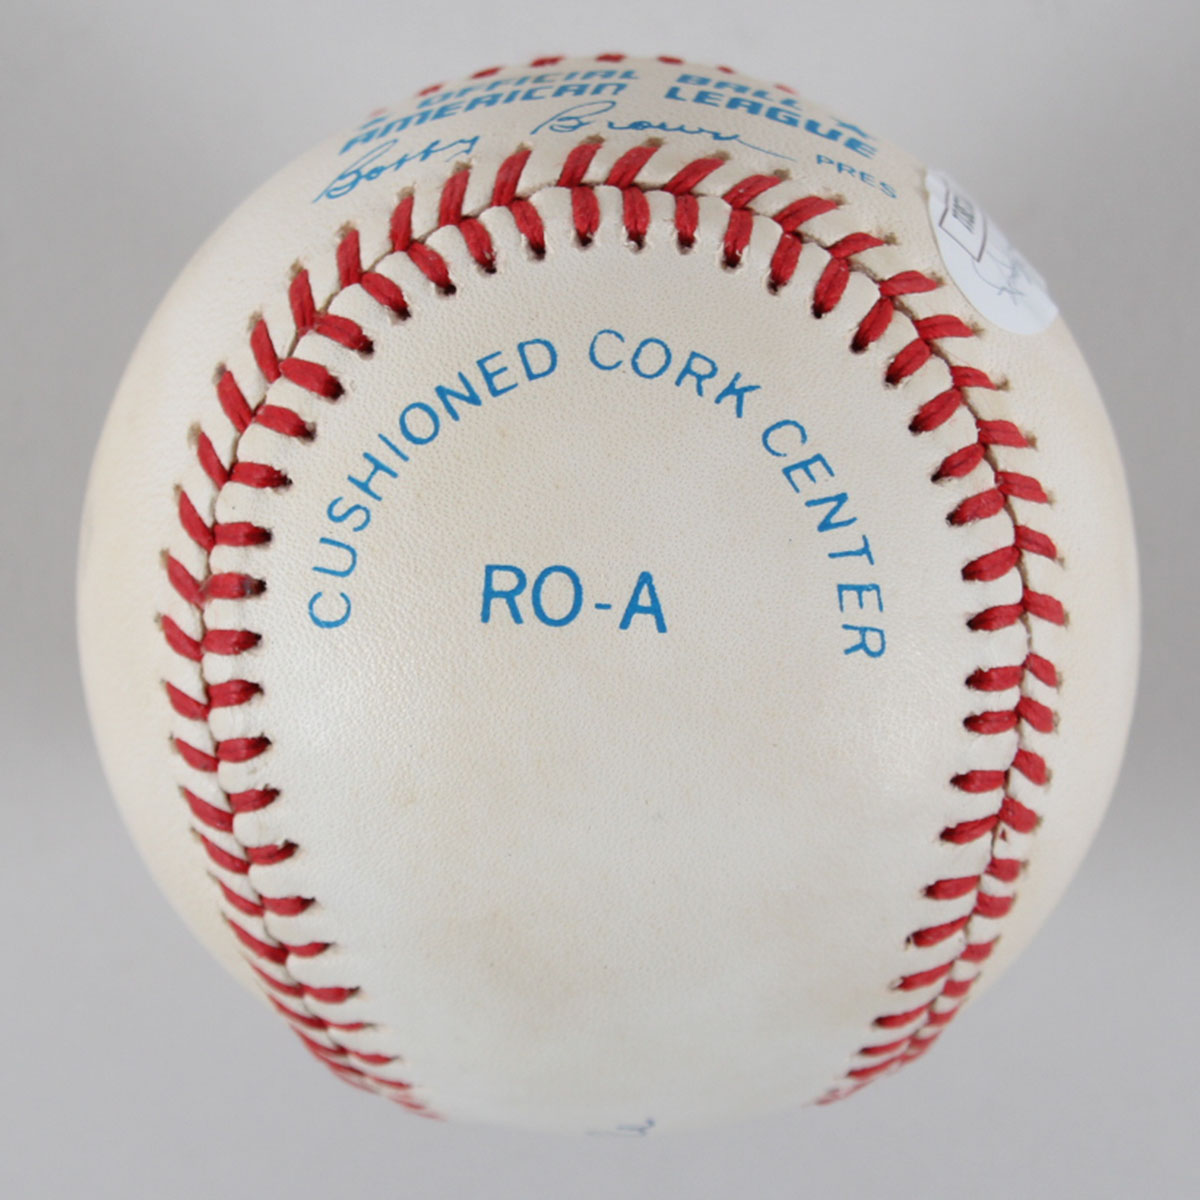 OFFICIAL BALL
AMERICAN LEAGUE
Bobby Brown
PRES
CUSHIONED CORK CENTER
RO-A